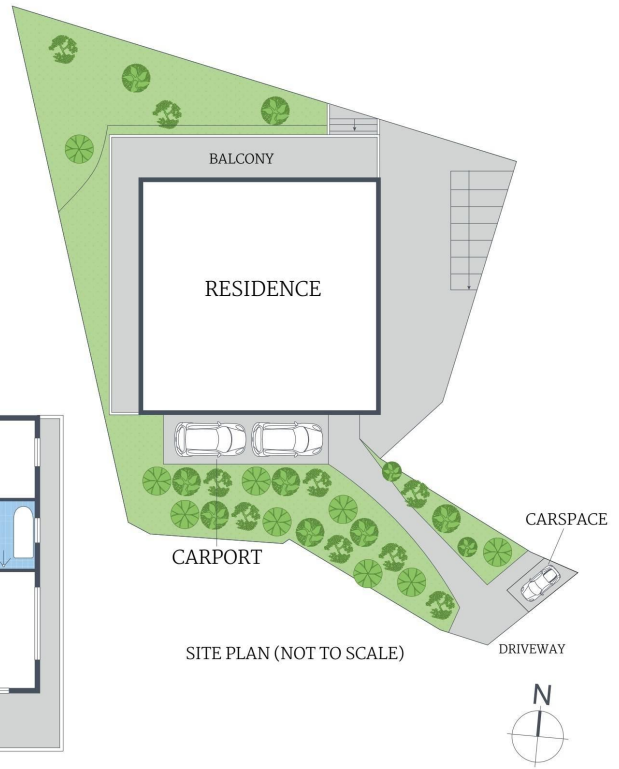 BALCONY
RESIDENCE
CARSPACE
CARPORT
SITE PLAN (NOT TO SCALE)
DRIVEWAY
N